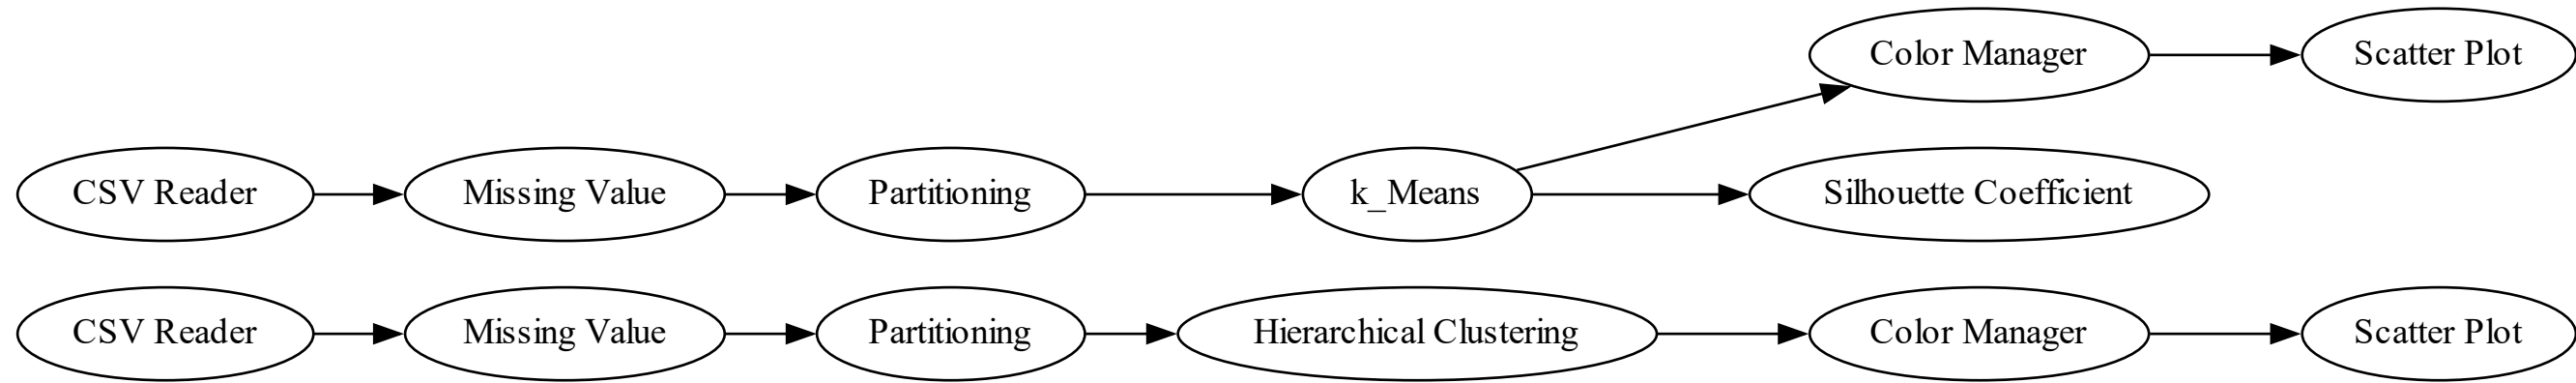 Color Manager
Scatter Plot
CSV Reader
Missing Value
Partitioning
k_Means
Silhouette Coefficient
CSV Reader
Missing Value
Partitioning
Hierarchical Clustering
Color Manager
Scatter Plot